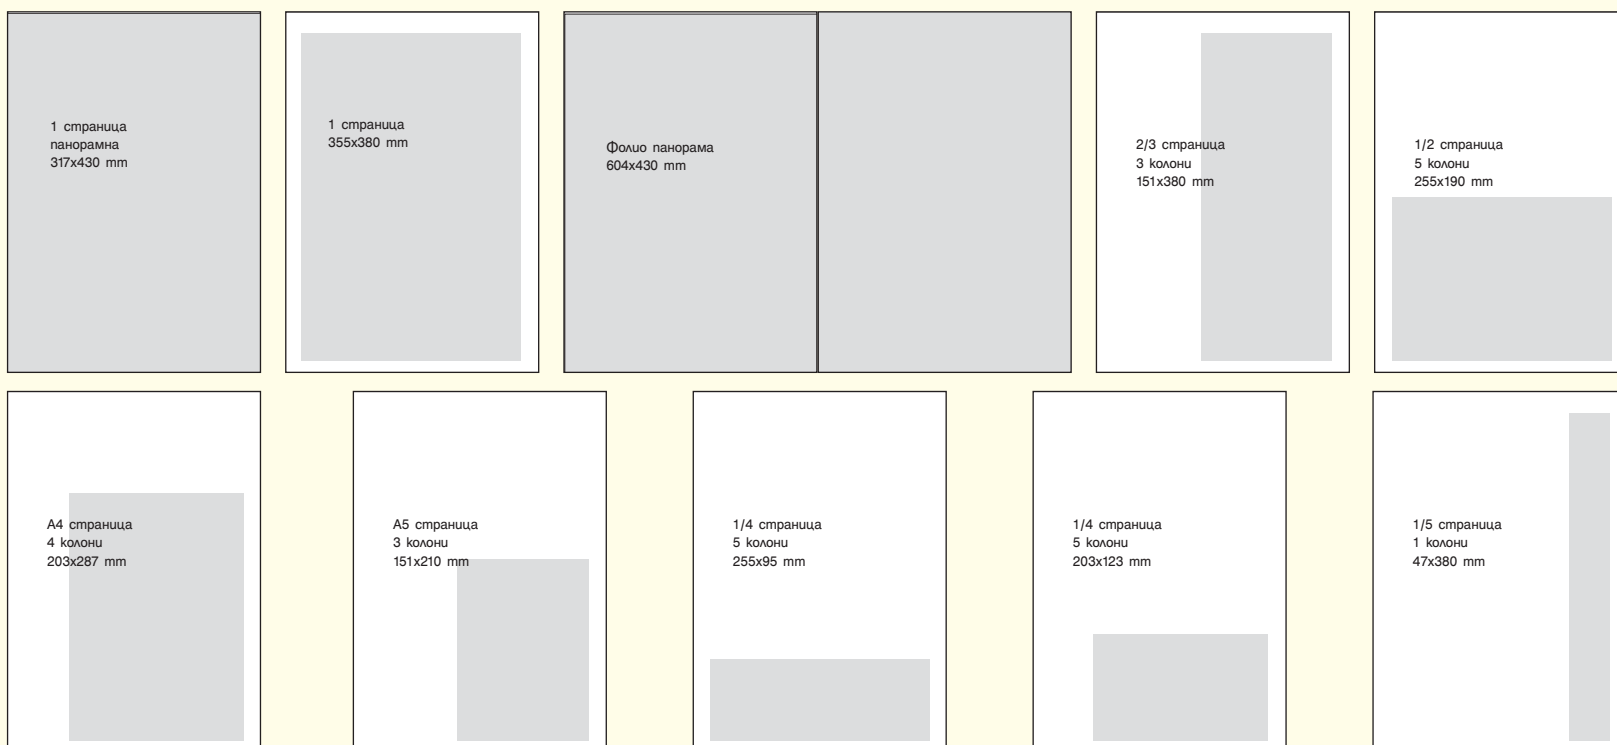 1 страница
панорамна
317x430 mm
1 страница
355x380 mm
Фолио панорама
604x430 mm
2/3 страница
3 колони
151x380 mm
1/2 страница
5 колони
255x190 mm
А4 страница
4 колони
203x287 mm
А5 страница
3 колони
151x210 mm
1/4 страница
5 колони
255x95 mm
1/4 страница
5 колони
203x123 mm
1/5 страница
1 колони
47x380 mm